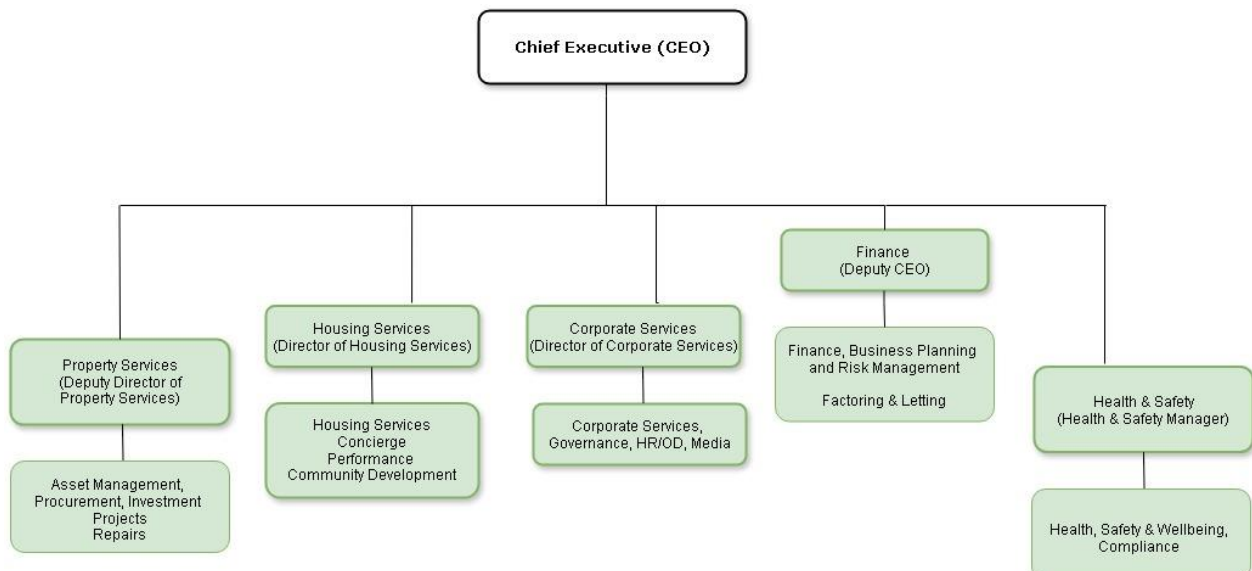 Chief Executive (CEO)
Finance
(Deputy CEO)
Housing Services
(Director of Housing Services)
Corporate Services
(Director of Corporate Services)
Property Services
(Deputy Director of
Property Services)
Finance, Business Planning
and Risk Management
Factoring & Letting
Health & Safety
(Health & Safety Manager)
Housing Services
Concierge
Performance
Community Development
Corporate Services,
Governance, HR/OD, Media
Asset Management,
Procurement, Investment
Projects
Repairs
Health, Safety & Wellbeing,
Compliance